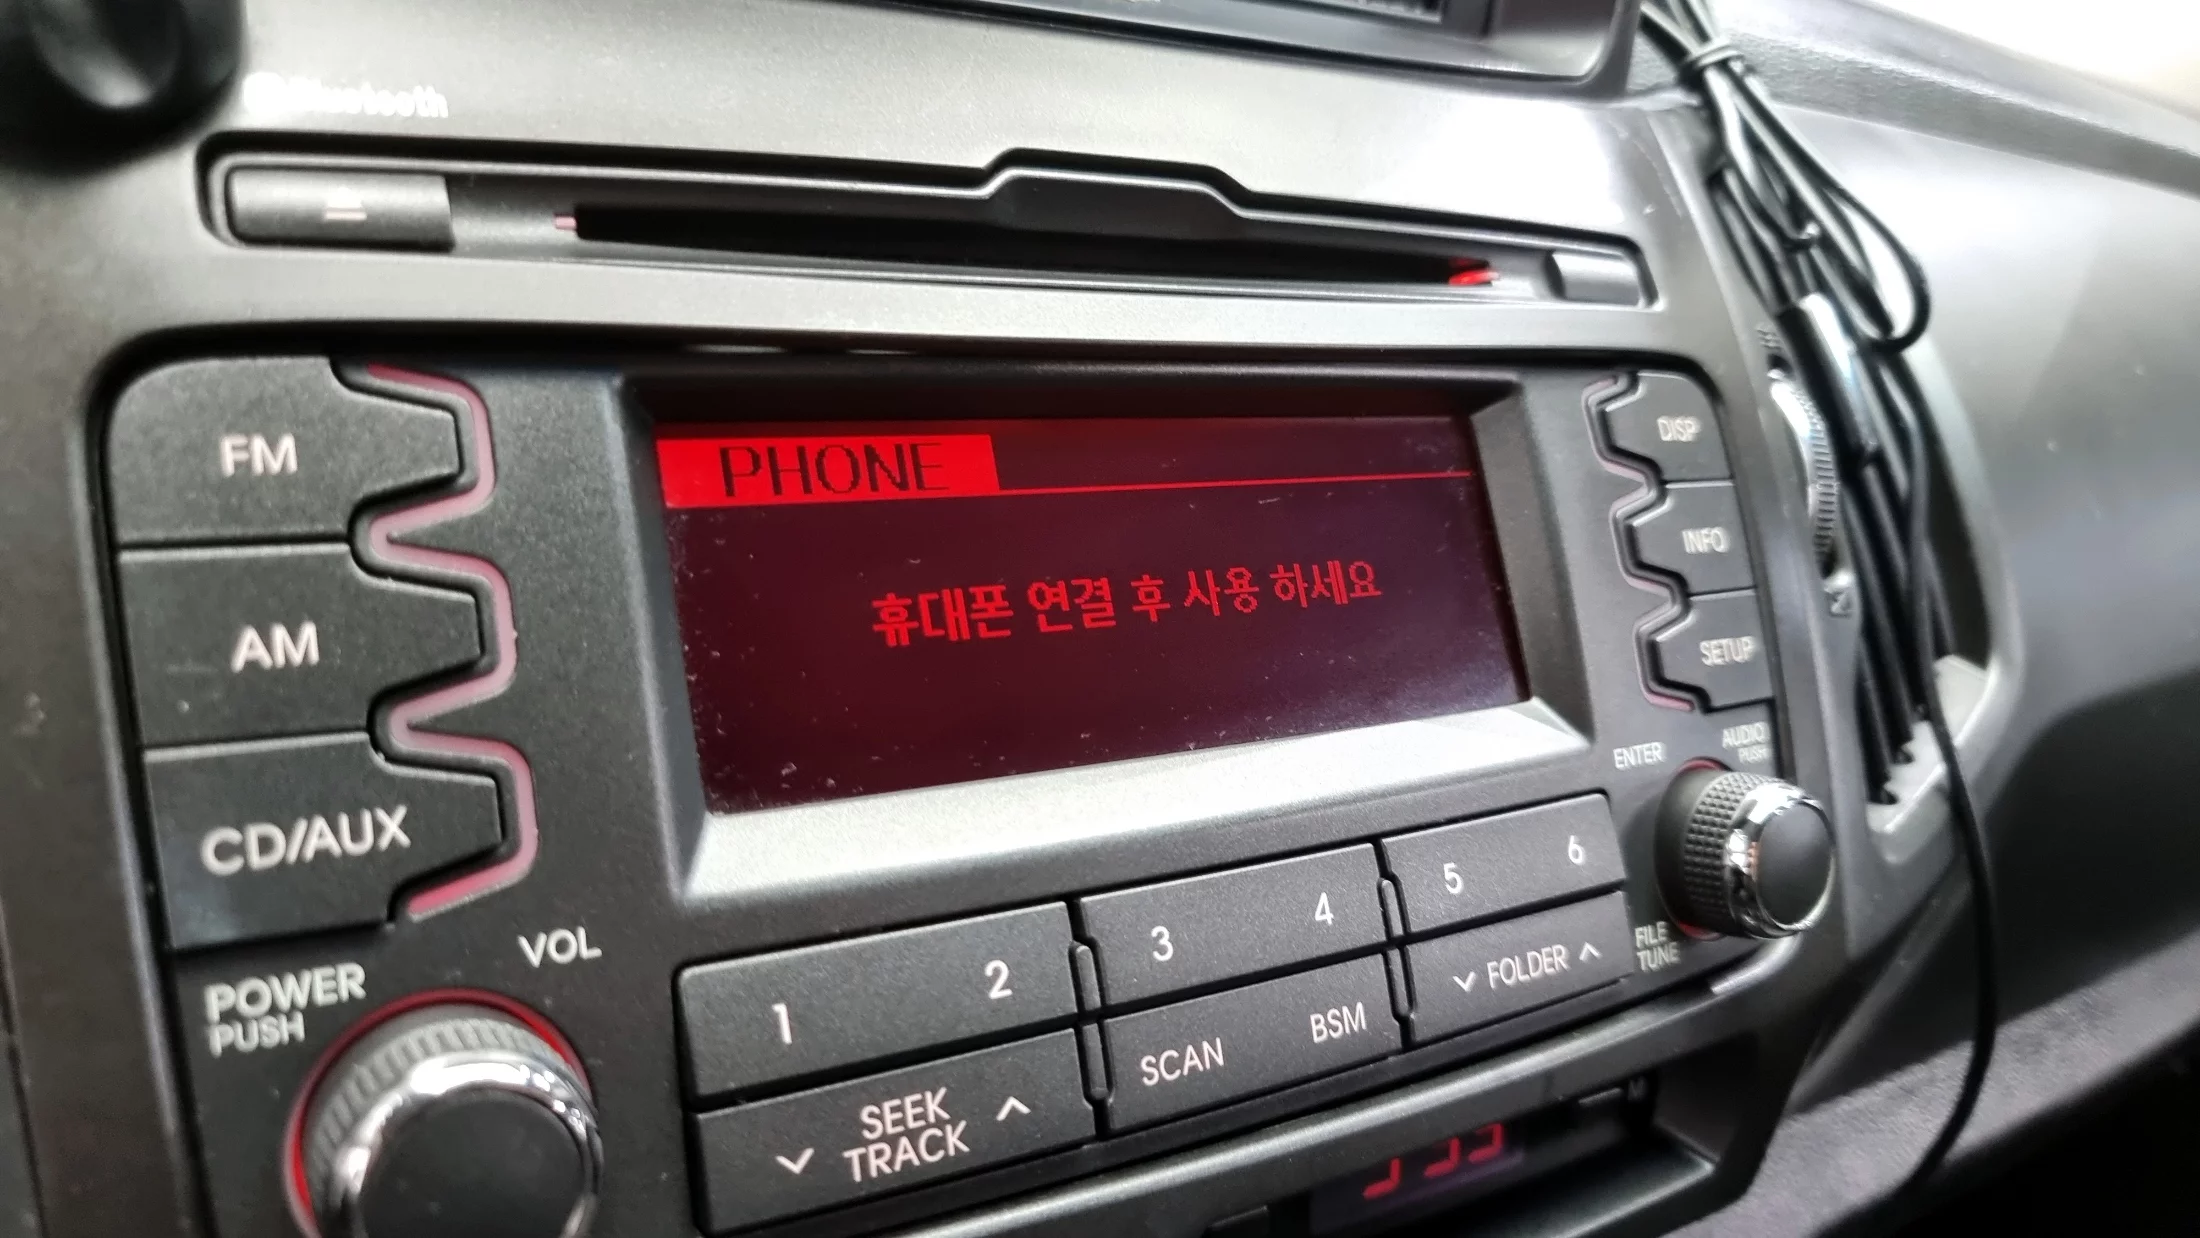 Bluetooth
FM
AM
CD/AUX
PHONE
휴대폰 연결 후 사용 하세요
DISP
INFO
SETUP
POWER
PUSH
VOL
1 2
3 4
5 6
SEEK
TRACK
SCAN BSM
FOLDER
ENTER
AUDIO
PUSH
FILE
TUNE